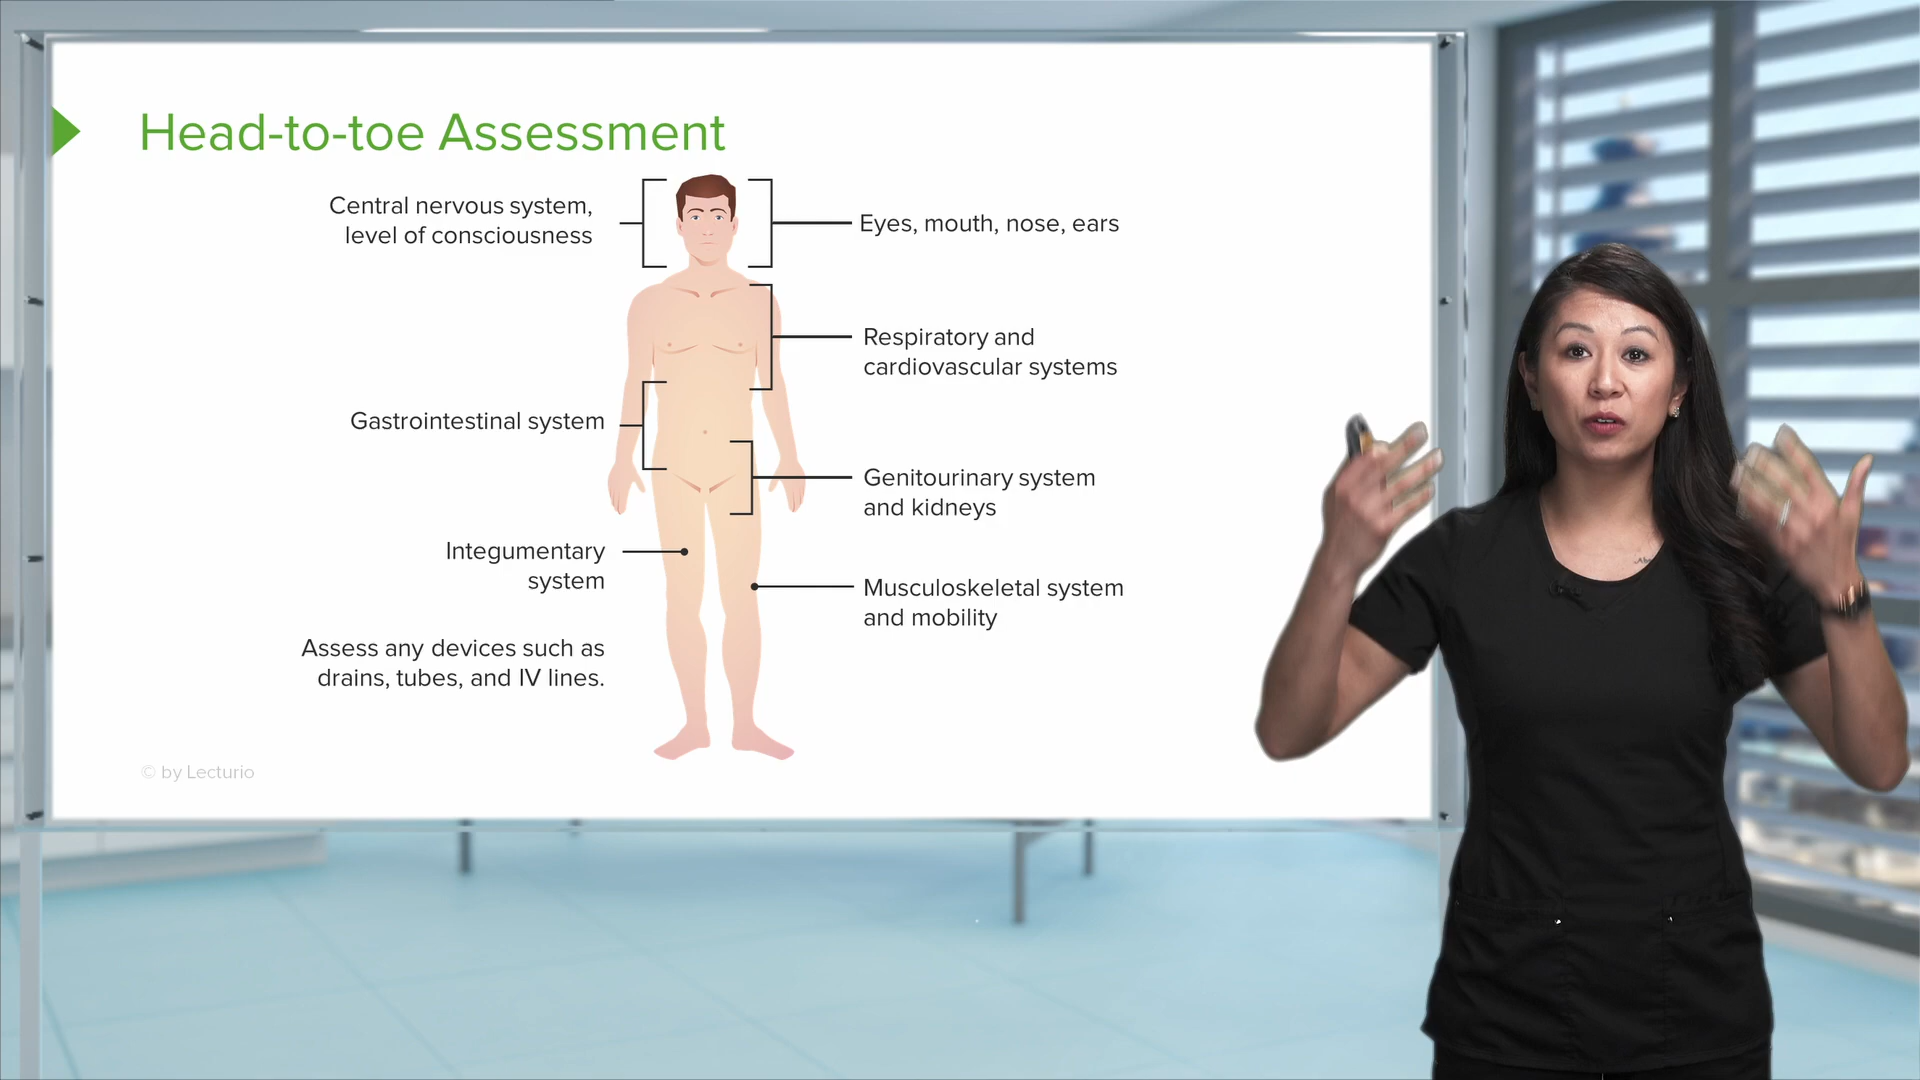 Head-to-toe Assessment
Central nervous system,
level of consciousness
Eyes, mouth, nose, ears
Respiratory and
cardiovascular systems
Gastrointestinal system
Genitourinary system
and kidneys
Integumentary
system
Musculoskeletal system
and mobility
Assess any devices such as
drains, tubes, and IV lines.
© by Lecturio